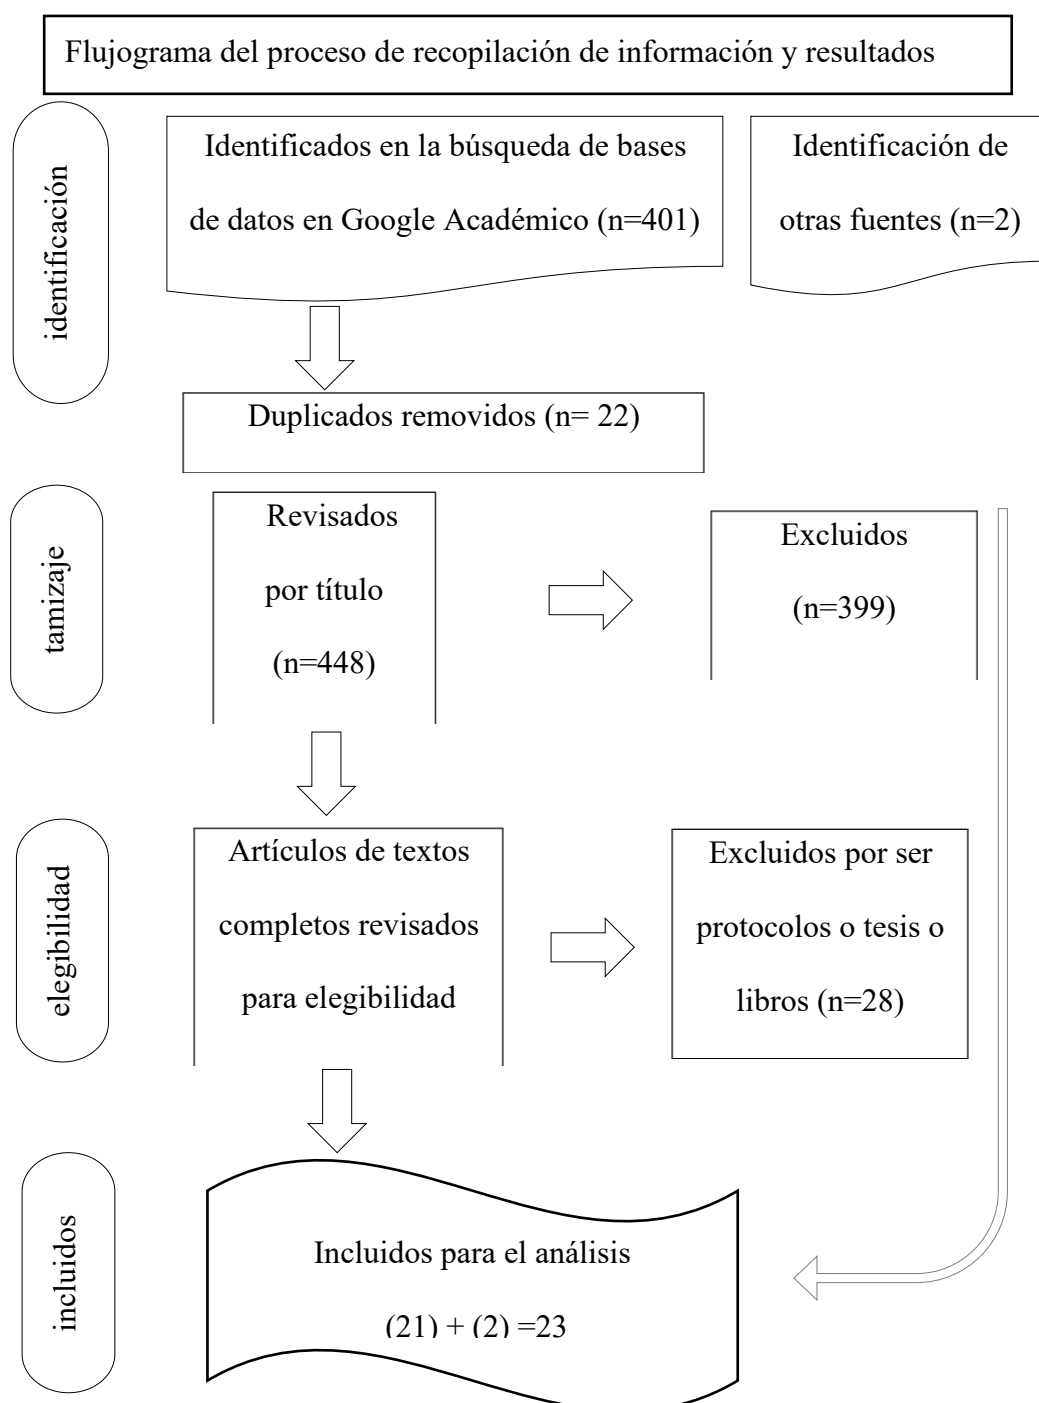 Flujograma del proceso de recopilación de información y resultados
identificación
Identificados en la búsqueda de bases
de datos en Google Académico (n=401)
Identificación de
otras fuentes (n=2)
Duplicados removidos (n= 22)
tamizaje
Revisados
por título
(n=448)
Excluidos
(n=399)
elegibilidad
Artículos de textos
completos revisados
para elegibilidad
Excluidos por ser
protocolos o tesis o
libros (n=28)
incluidos
Incluidos para el análisis
(21) + (2) =23